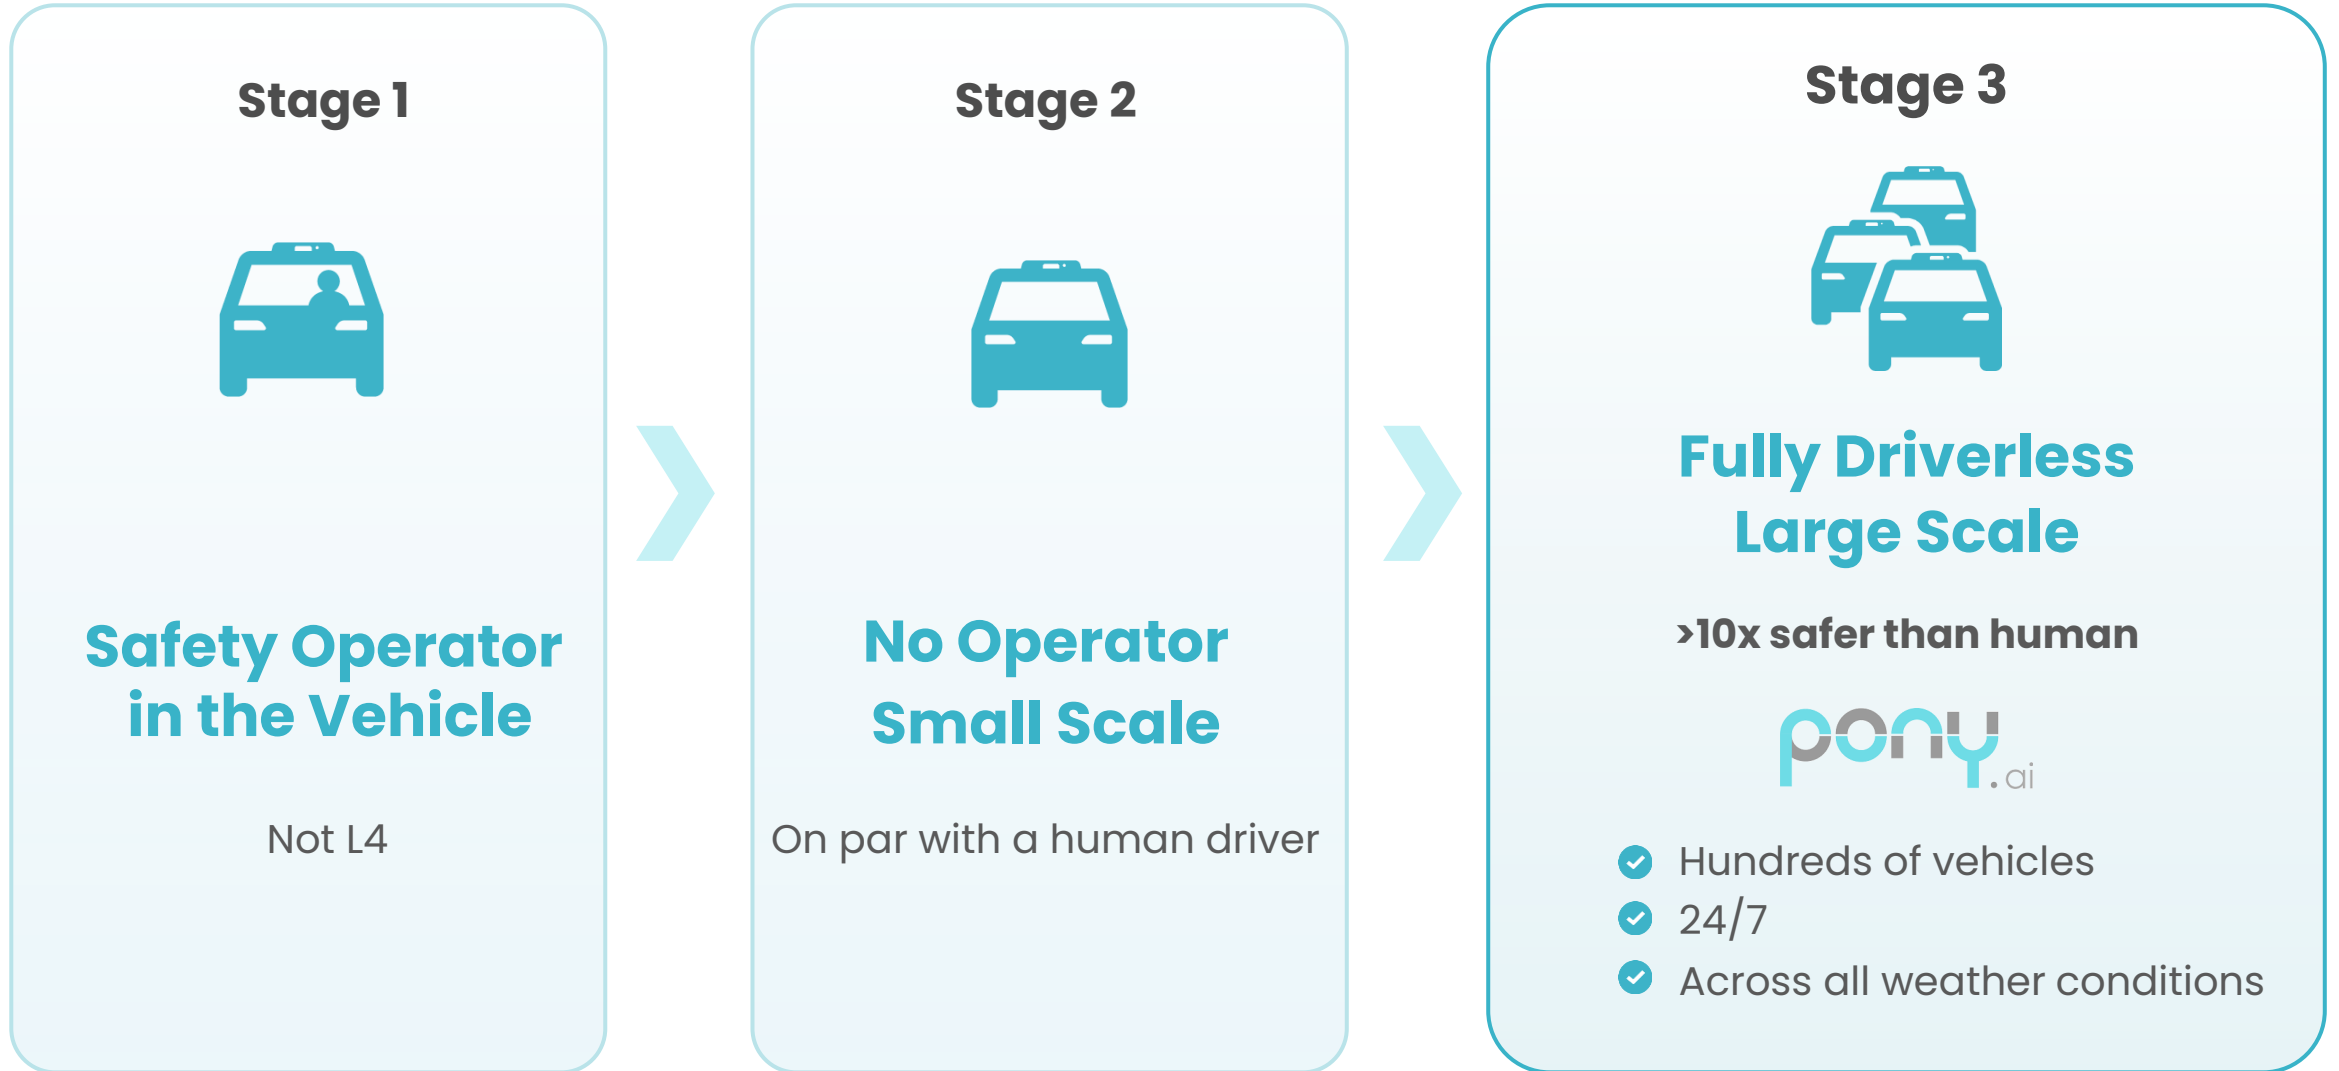 Stage 1
Safety Operator
in the Vehicle
Not L4
Stage 2
No Operator
Small Scale
On par with a human driver
Stage 3
Fully Driverless
Large Scale
>10x safer than human
pony.ai
Hundreds of vehicles
24/7
Across all weather conditions